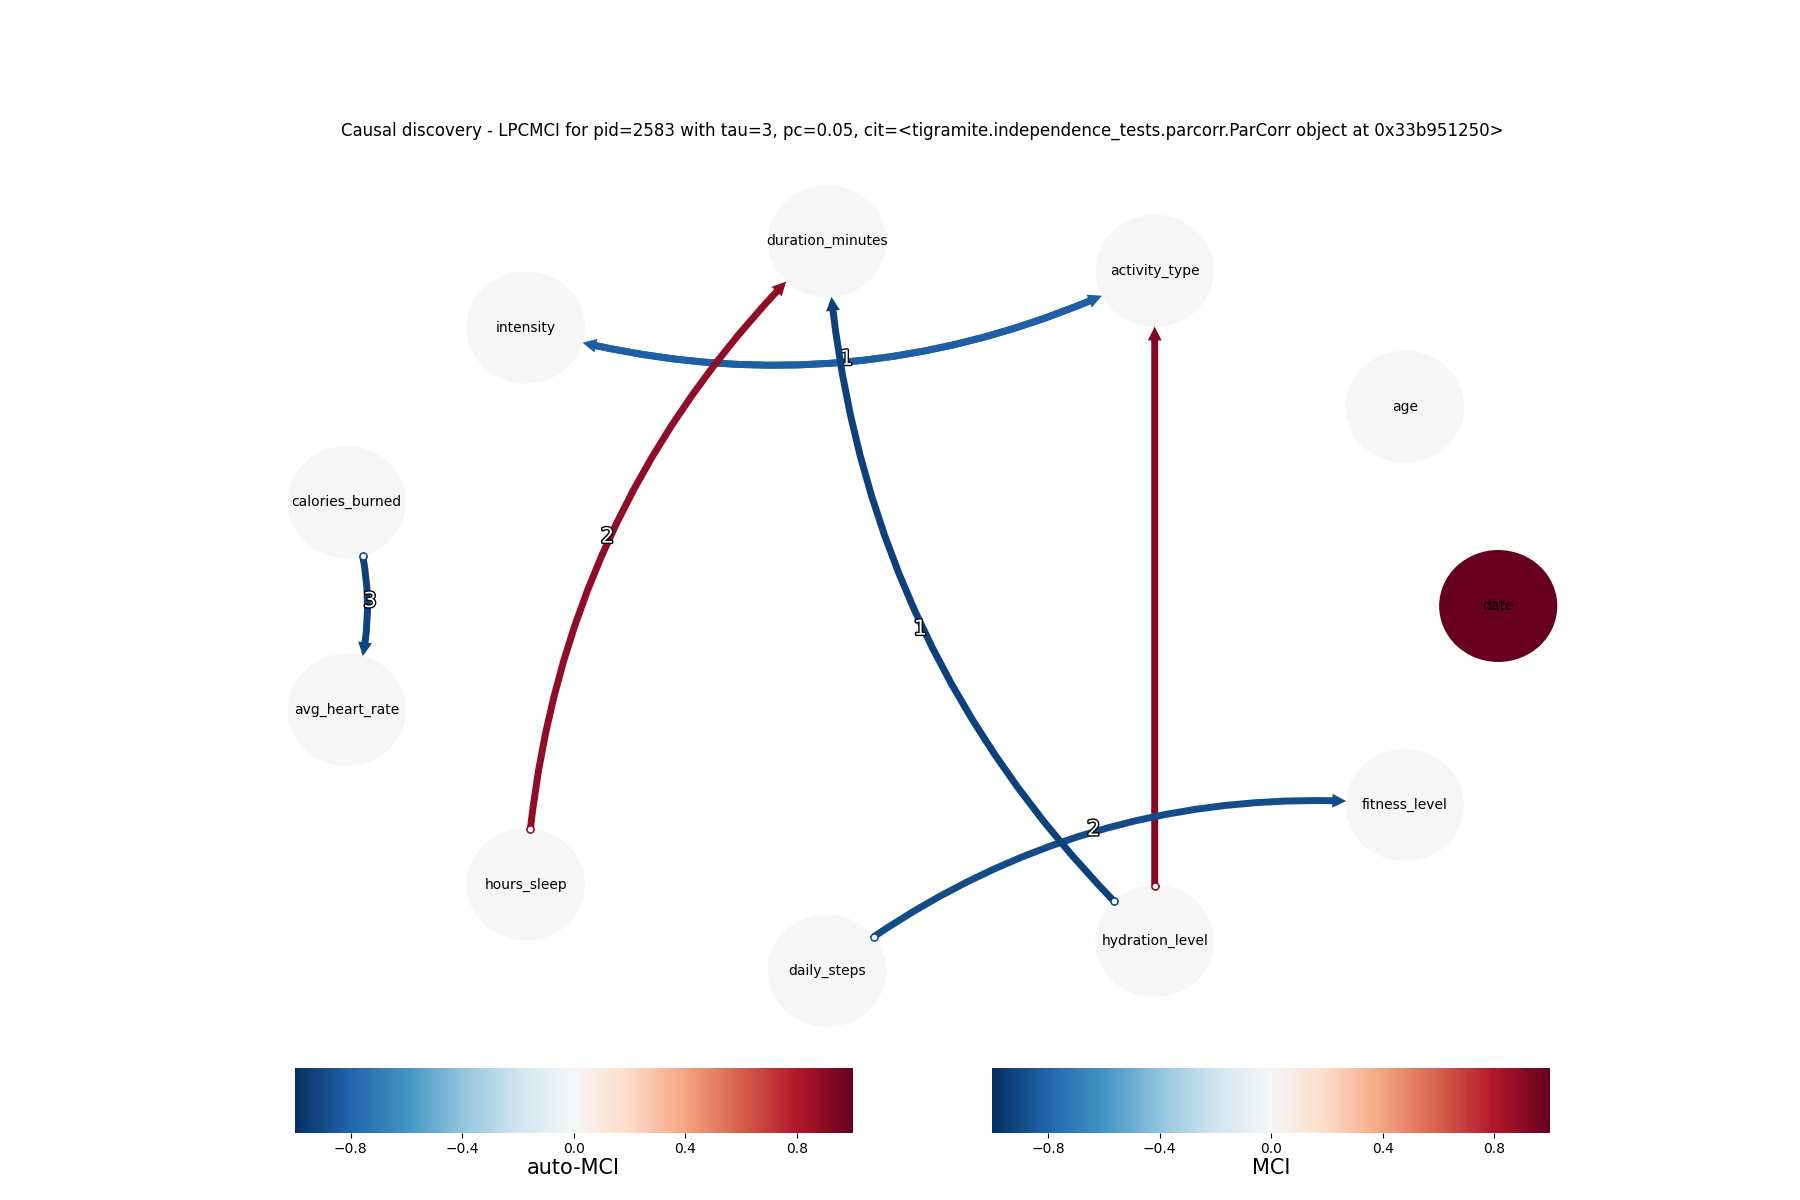 Causal discovery - LPCMCI for pid=2583 with tau=3, pc=0.05, cit=<tigramite.independence_tests.parcorr.ParCorr object at 0x33b951250>
duration_minutes
activity_type
intensity
1
age
calories_burned
2
3
date
1
avg_heart_rate
fitness_level
2
hours_sleep
hydration_level
daily_steps
−0.8 −0.4 0.0 0.4 0.8
auto-MCI
−0.8 −0.4 0.0 0.4 0.8
MCI